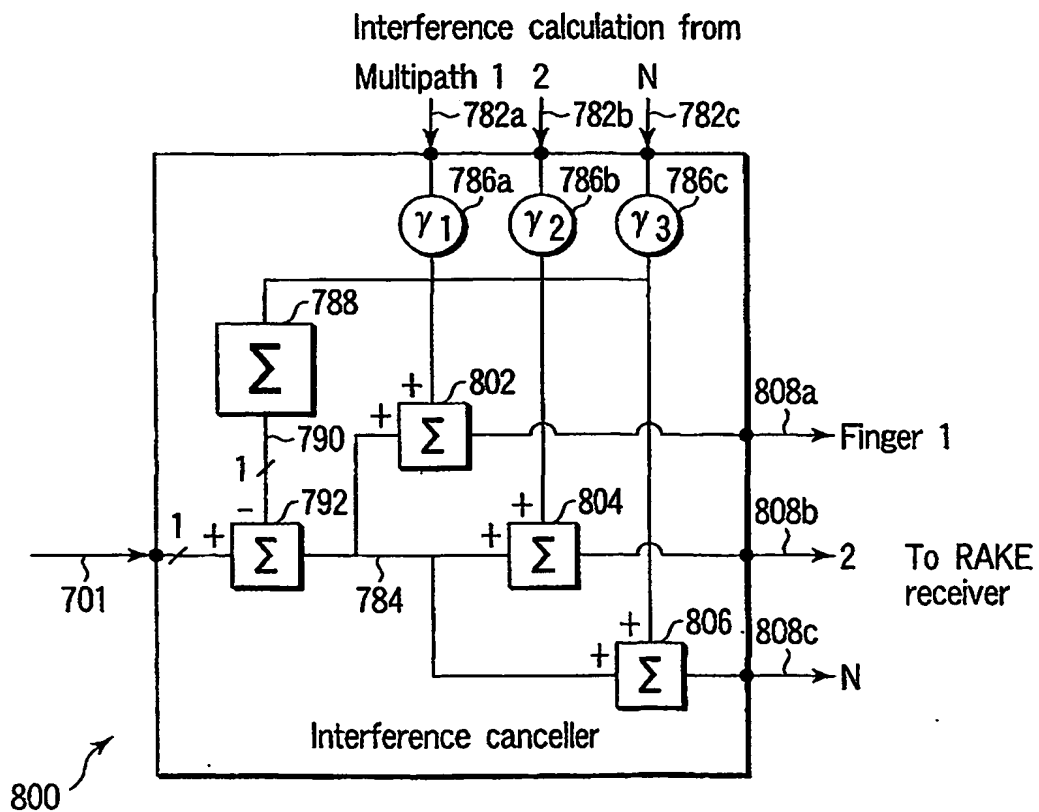 Interference calculation from
Multipath 1 2 N
782a 782b 782c
786a 786b 786c
γ1 γ2 γ3
788
Σ
+ 802
808a
+ Σ
Finger 1
790
1
- 792
+ 804
808b
1 + Σ
+ Σ
2 To RAKE
receiver
701
784
+ 806
808c
+ Σ
N
Interference canceller
800